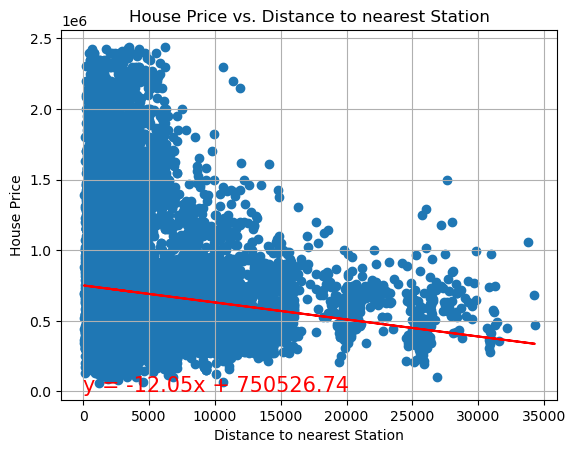 House Price vs. Distance to nearest Station
1e6
2.5
2.0
1.5
1.0
0.5
0.0
House Price
y = -12.05x + 750526.74
0 5000 10000 15000 20000 25000 30000 35000
Distance to nearest Station